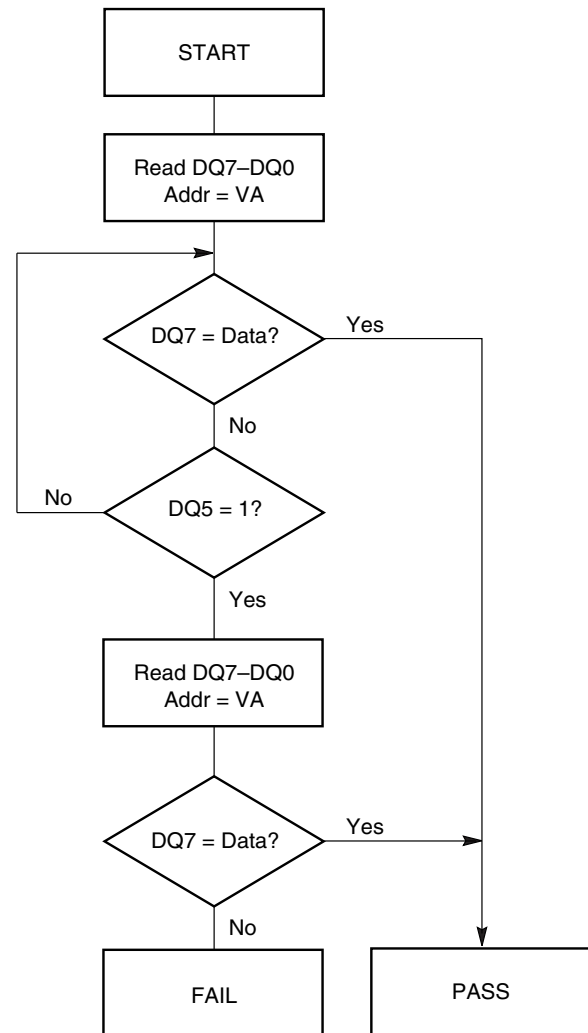 START
Read DQ7–DQ0
Addr = VA
DQ7 = Data?
Yes
No
No
DQ5 = 1?
Yes
Read DQ7–DQ0
Addr = VA
DQ7 = Data?
Yes
No
FAIL
PASS